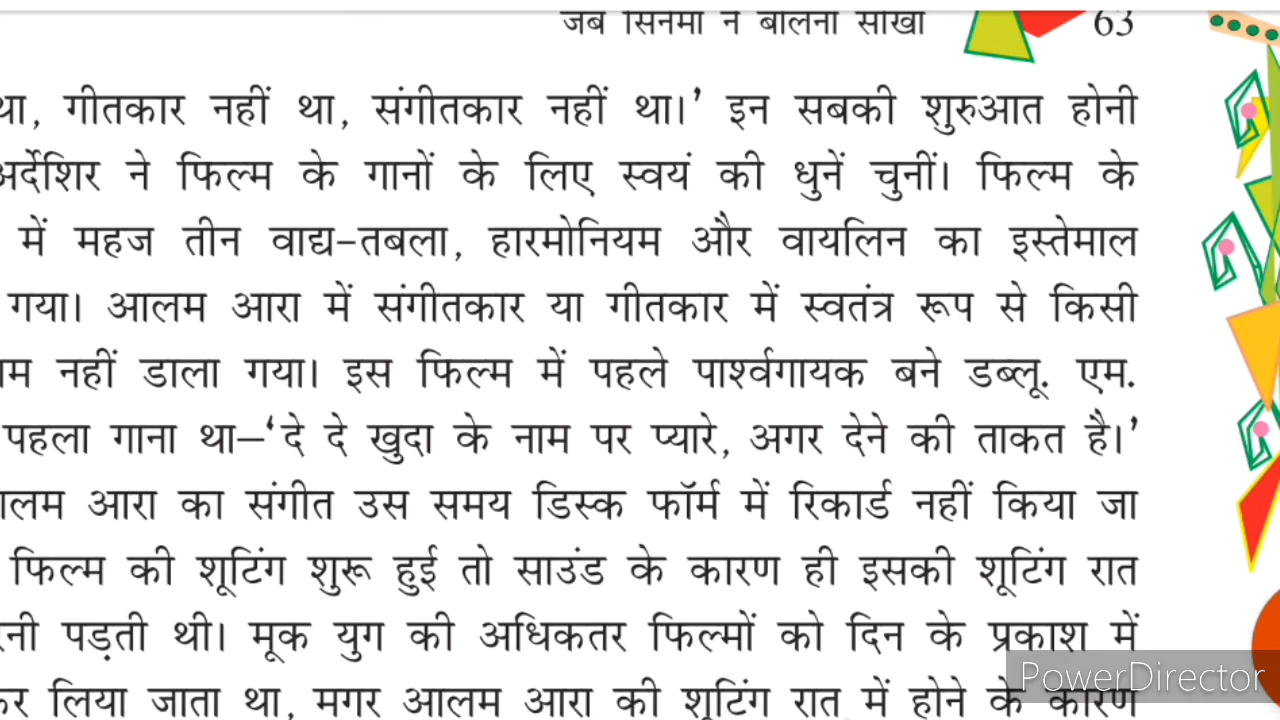 जब सिनेमा ने बोलना सीखा 63
था, गीतकार नहीं था, संगीतकार नहीं था।’ इन सबकी शुरुआत होनी
अर्देशिर ने फिल्म के गानों के लिए स्वयं की धुनें चुनीं। फिल्म के
में महज तीन वाद्य–तबला, हारमोनियम और वायलिन का इस्तेमाल
गया। आलम आरा में संगीतकार या गीतकार में स्वतंत्र रूप से किसी
नहीं डाला गया। इस फिल्म में पहले पार्श्वगायक बने डब्लू. एम.
पहला गाना था–‘दे दे खुदा के नाम पर प्यारे, अगर देने की ताकत है।’
आरा का संगीत उस समय डिस्क फॉर्म में रिकार्ड नहीं किया जा
फिल्म की शूटिंग शुरू हुई तो साउंड के कारण ही इसकी शूटिंग रात
पड़ती थी। मूक युग की अधिकतर फिल्मों को दिन के प्रकाश में
लिया जाता था, मगर आलम आरा की शूटिंग रात में होने के कारण
PowerDirector